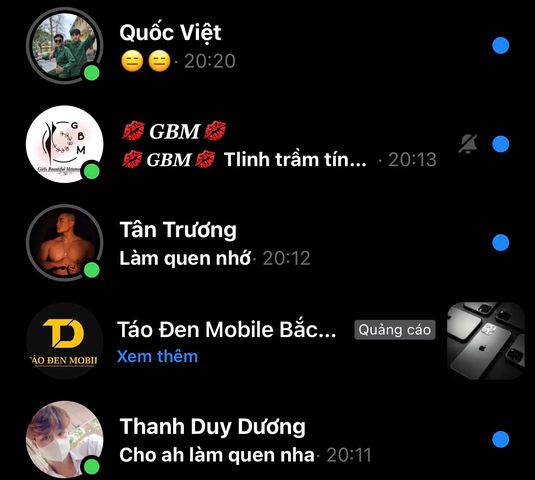 Quốc Việt
😑😑 · 20:20
G
B
M
💋 GBM 💋
💋 GBM 💋 Tlinh trầm tín... · 20:13
Tân Trương
Làm quen nhớ · 20:12
TD
TÁO ĐEN MOBILE
Táo Đen Mobile Bắc... Quảng cáo
Xem thêm
Thanh Duy Dương
Cho ah làm quen nha · 20:11